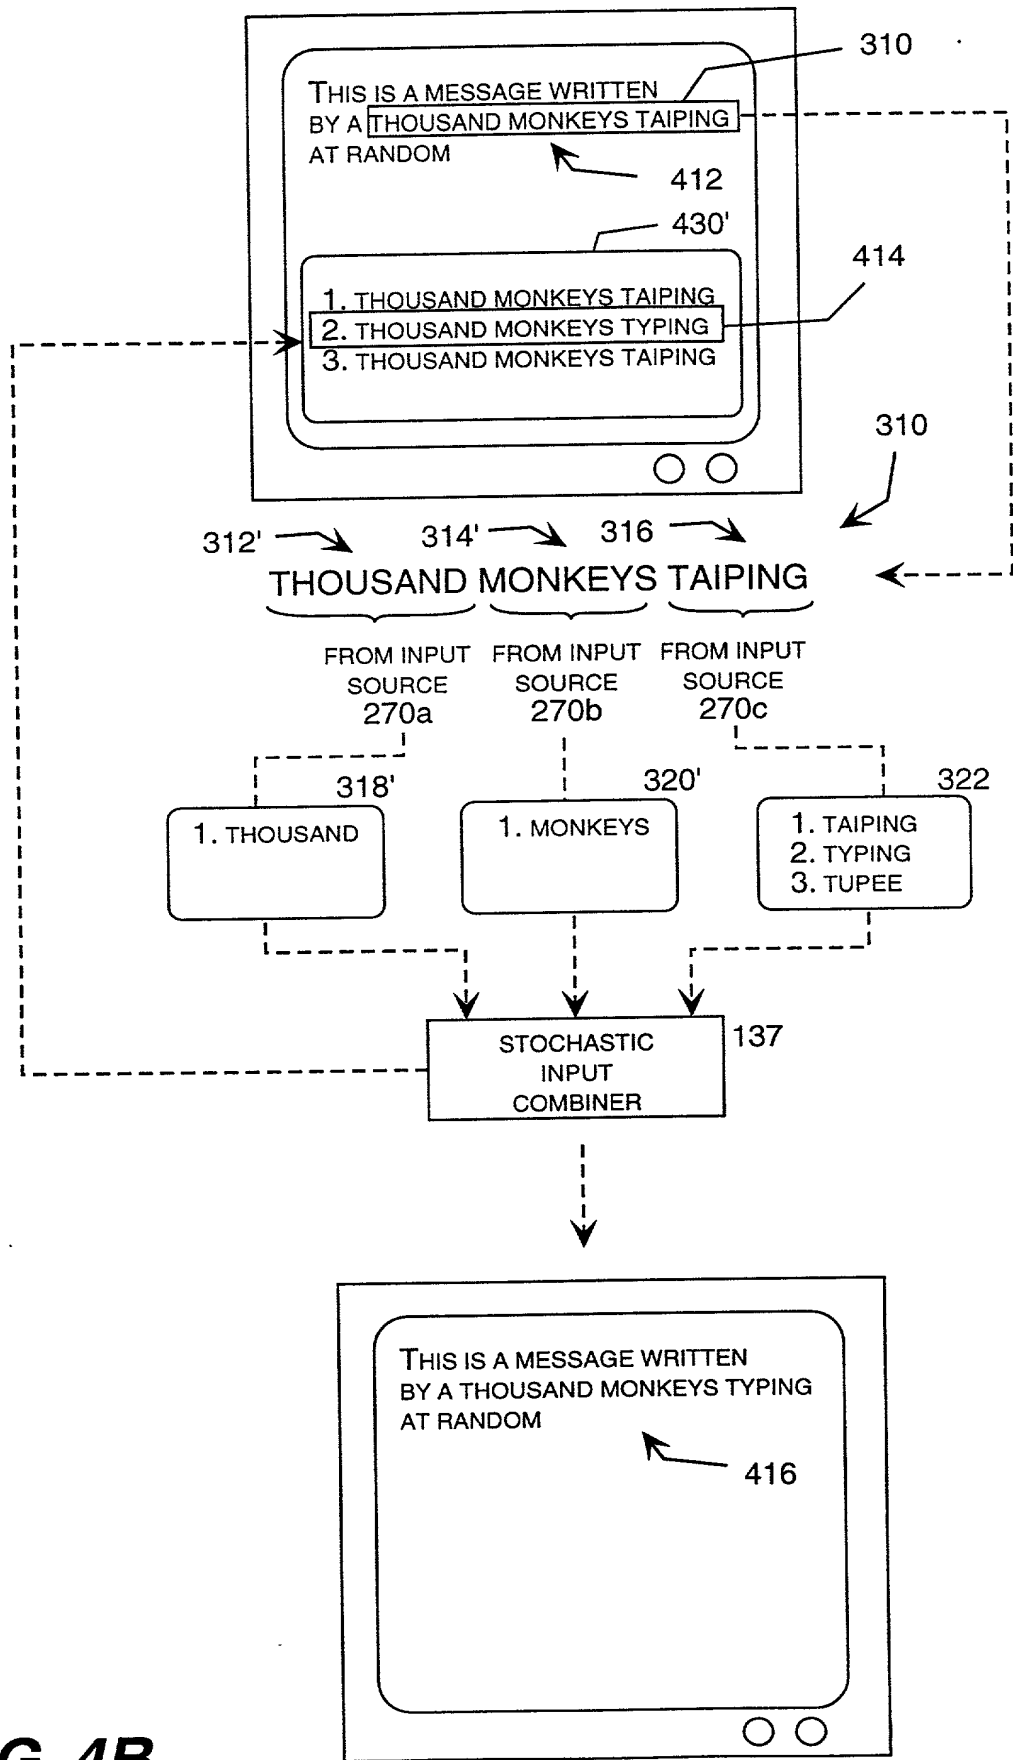 310
THIS IS A MESSAGE WRITTEN
BY A THOUSAND MONKEYS TAIPING
AT RANDOM
412
430'
414
1. THOUSAND MONKEYS TAIPING
2. THOUSAND MONKEYS TYPING
3. THOUSAND MONKEYS TAIPING
310
312' 314' 316
THOUSAND MONKEYS TAIPING
FROM INPUT
SOURCE
270a
FROM INPUT
SOURCE
270b
FROM INPUT
SOURCE
270c
318'
1. THOUSAND
320'
1. MONKEYS
322
1. TAIPING
2. TYPING
3. TUPEE
STOCHASTIC
INPUT
COMBINER
137
THIS IS A MESSAGE WRITTEN
BY A THOUSAND MONKEYS TYPING
AT RANDOM
416
4B